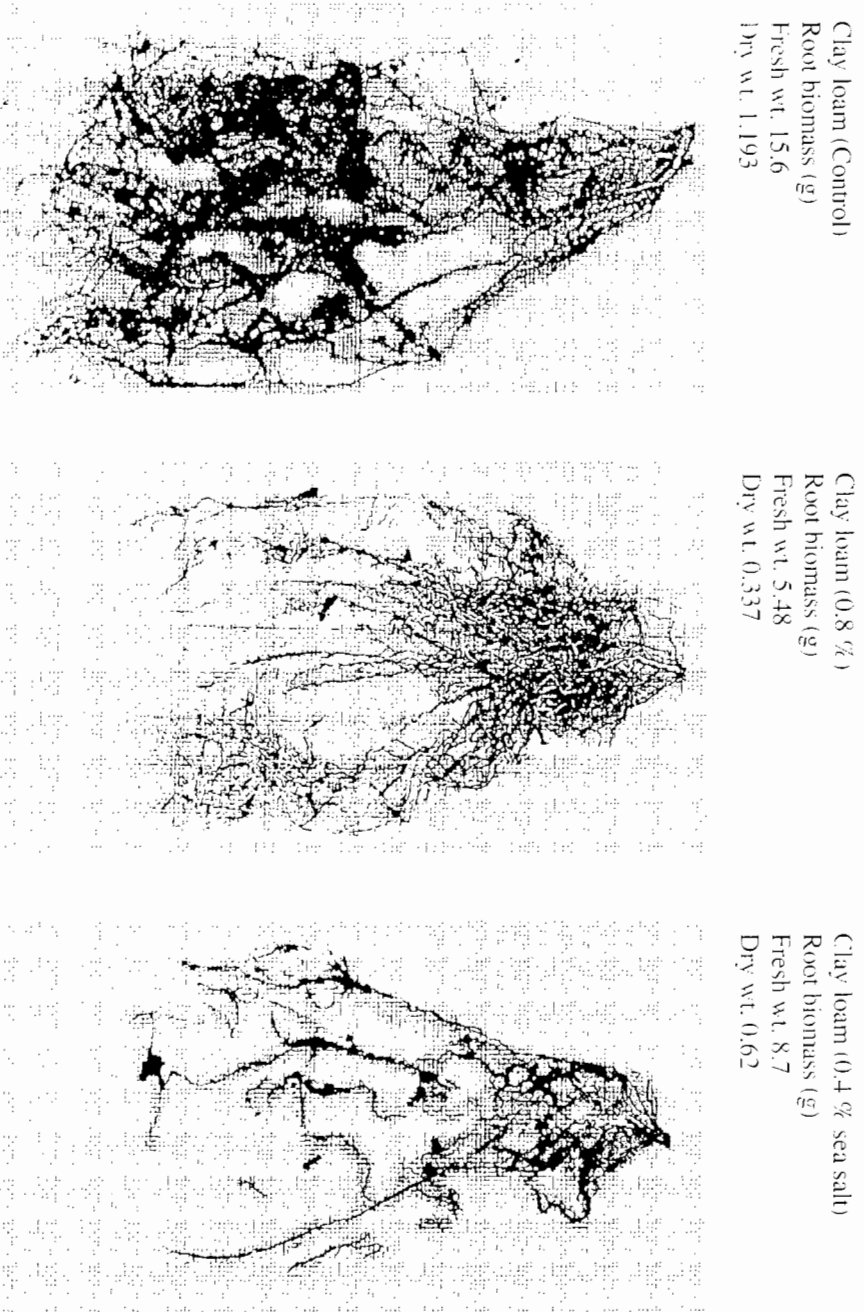 Clay loam (Control)
Root biomass (g)
Fresh wt. 15.6
Dry wt. 1.193
Clay loam (0.8 %)
Root biomass (g)
Fresh wt. 5.48
Dry wt. 0.337
Clay loam (0.4 % sea salt)
Root biomass (g)
Fresh wt. 8.7
Dry wt. 0.62